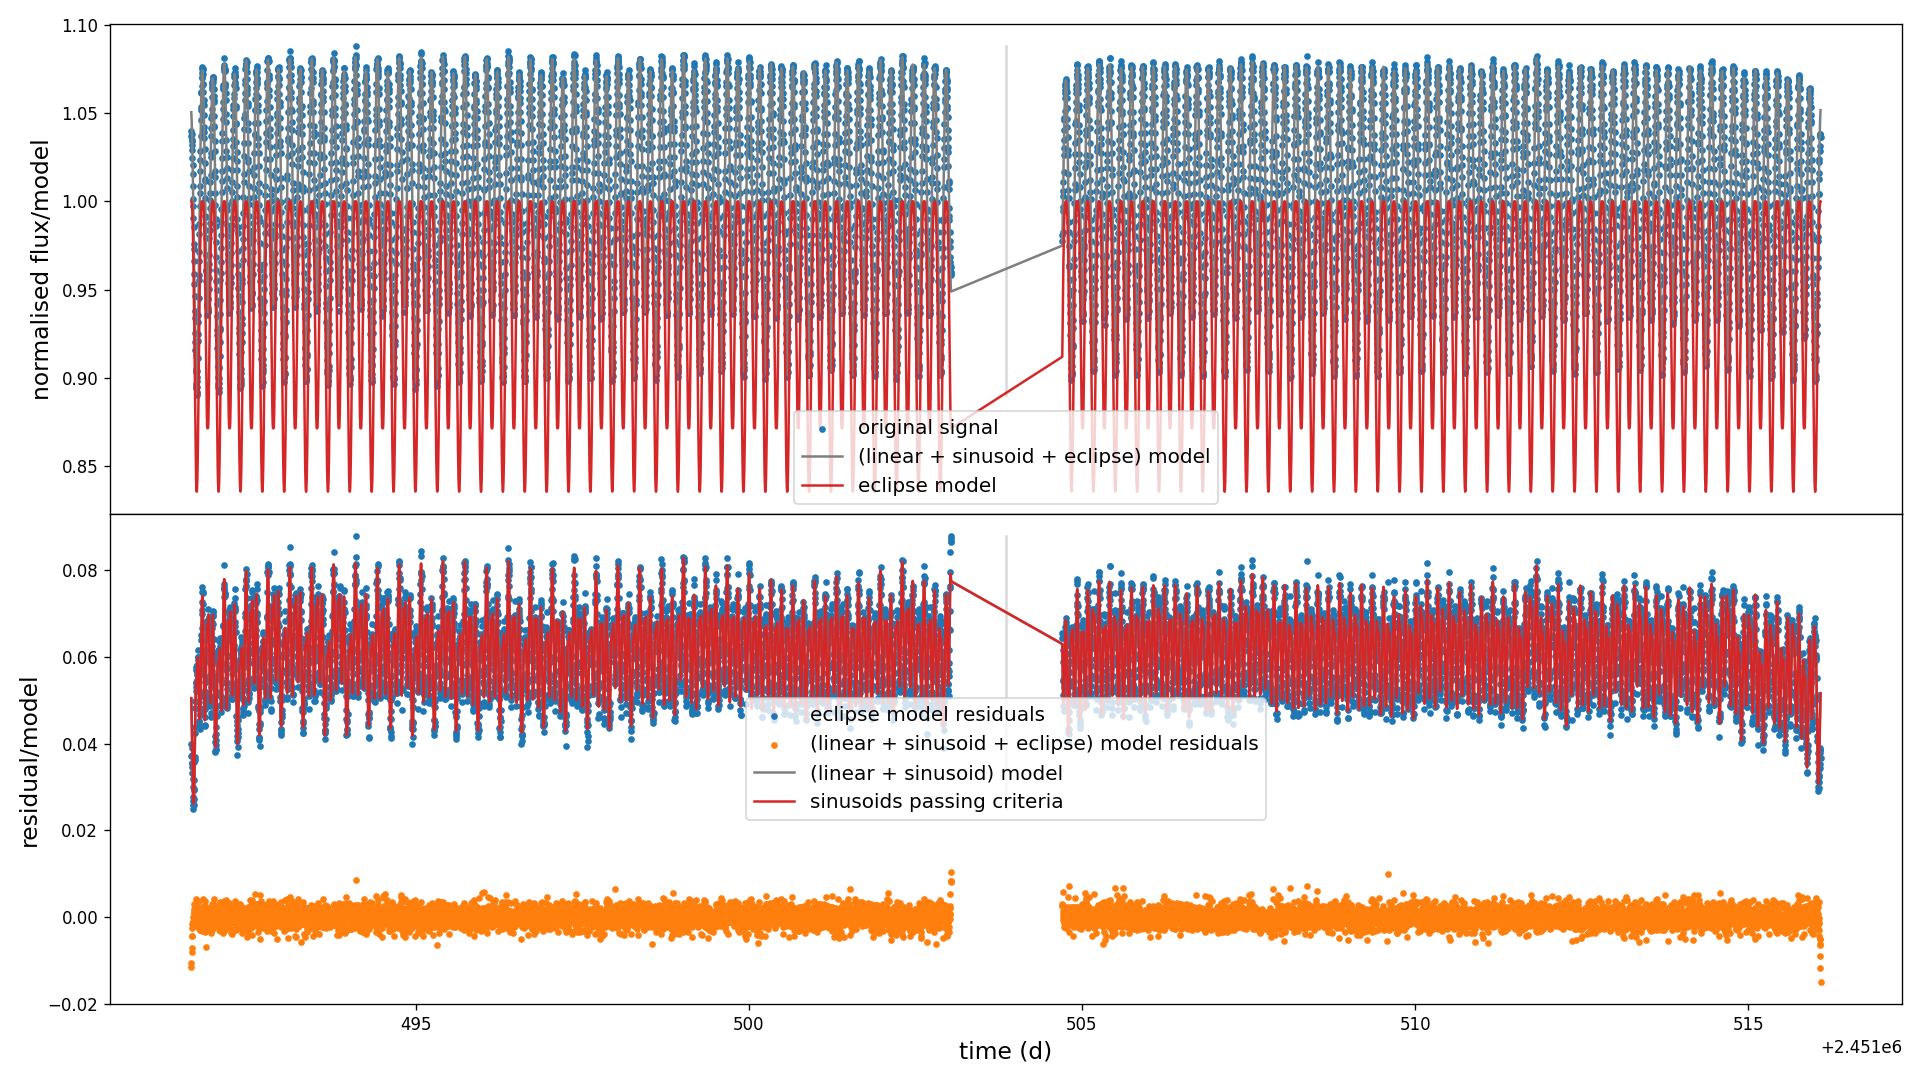 normalised flux/model
1.10
1.05
1.00
0.95
0.90
0.85
original signal
(linear + sinusoid + eclipse) model
eclipse model
residual/model
0.08
0.06
0.04
0.02
0.00
−0.02
eclipse model residuals
(linear + sinusoid + eclipse) model residuals
(linear + sinusoid) model
sinusoids passing criteria
495
500
505
510
515
time (d)
+2.451e6